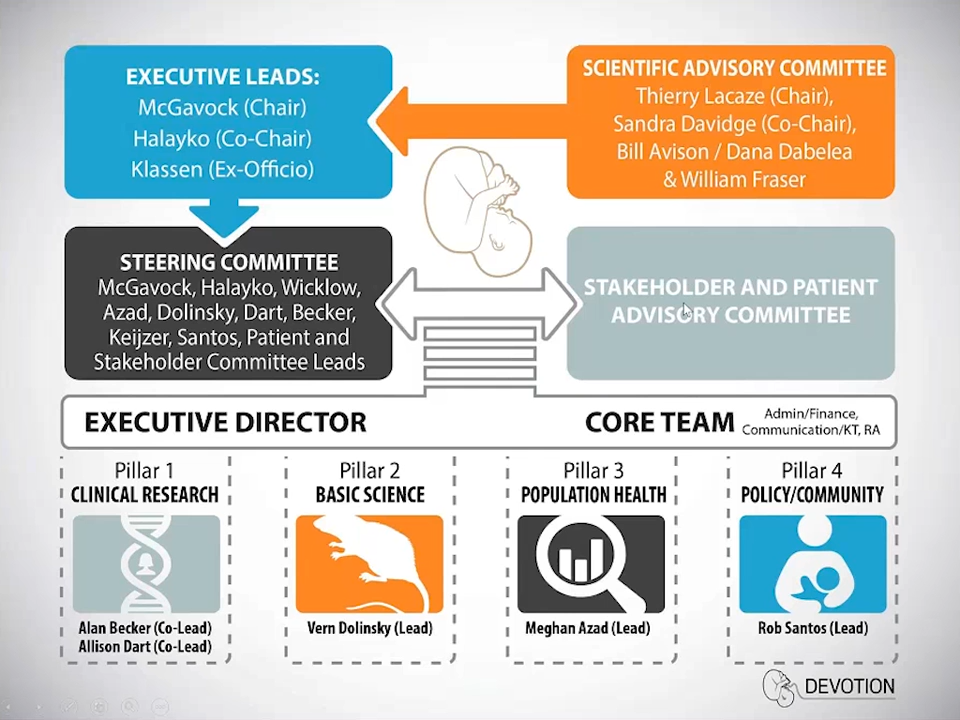 EXECUTIVE LEADS:
McGavock (Chair)
Halayko (Co-Chair)
Klassen (Ex-Officio)
SCIENTIFIC ADVISORY COMMITTEE
Thierry Lacaze (Chair),
Sandra Davidge (Co-Chair),
Bill Avison / Dana Dabelea
& William Fraser
STEERING COMMITTEE
McGavock, Halayko, Wicklow,
Azad, Dolinsky, Dart, Becker,
Keijzer, Santos, Patient and
Stakeholder Committee Leads
STAKEHOLDER AND PATIENT
ADVISORY COMMITTEE
EXECUTIVE DIRECTOR
CORE TEAM
Admin/Finance,
Communication/KT, RA
Pillar 1
CLINICAL RESEARCH
Alan Becker (Co-Lead)
Allison Dart (Co-Lead)
Pillar 2
BASIC SCIENCE
Vern Dolinsky (Lead)
Pillar 3
POPULATION HEALTH
Meghan Azad (Lead)
Pillar 4
POLICY/COMMUNITY
Rob Santos (Lead)
DEVOTION